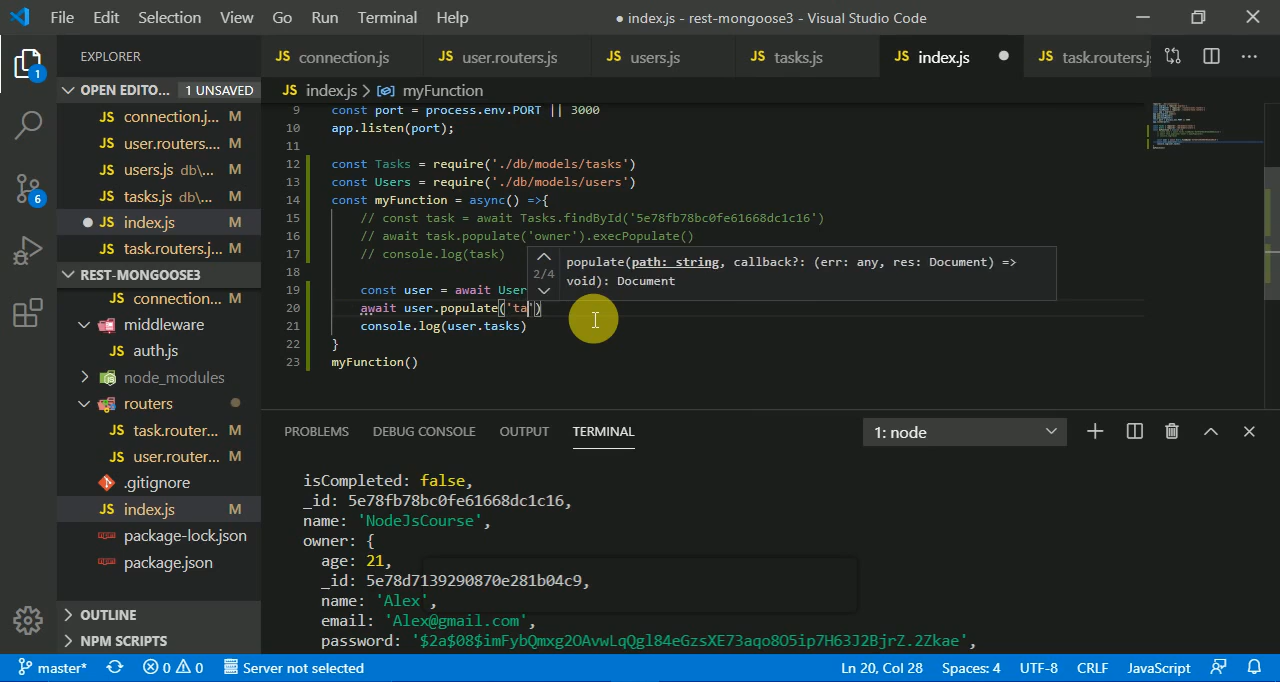 File Edit Selection View Go Run Terminal Help
● index.js - rest-mongoose3 - Visual Studio Code
EXPLORER
OPEN EDITO... 1 UNSAVED
JS connection.j... M
JS user.routers.... M
JS users.js db\... M
JS tasks.js db\... M
● JS index.js M
JS task.routers.j... M
REST-MONGOOSE3
JS connection... M
middleware
JS auth.js
node_modules
routers
JS task.router... M
JS user.router... M
.gitignore
JS index.js M
package-lock.json
package.json
OUTLINE
NPM SCRIPTS
1
6
JS connection.js JS user.routers.js JS users.js JS tasks.js JS index.js ● JS task.routers.j
JS index.js > myFunction
9 const port = process.env.PORT || 3000
10 app.listen(port);
11
12 const Tasks = require('./db/models/tasks')
13 const Users = require('./db/models/users')
14 const myFunction = async() =>{
15 // const task = await Tasks.findById('5e78fb78bc0fe61668dc1c16')
16 // await task.populate('owner').execPopulate()
17 // console.log(task)
18
19 const user = await User
20 await user.populate('ta')
21 console.log(user.tasks)
22 }
23 myFunction()
2/4 populate(path: string, callback?: (err: any, res: Document) =>
void): Document
PROBLEMS DEBUG CONSOLE OUTPUT TERMINAL 1: node
isCompleted: false,
_id: 5e78fb78bc0fe61668dc1c16,
name: 'NodeJsCourse',
owner: {
age: 21,
_id: 5e78d7139290870e281b04c9,
name: 'Alex',
email: 'Alex@gmail.com',
password: '$2a$08$imFybQmxg2OAvwLqQgl84eGzsXE73aqo8O5ip7H63J2BjrZ.2Zkae',
master* 0 0 Server not selected Ln 20, Col 28 Spaces: 4 UTF-8 CRLF JavaScript